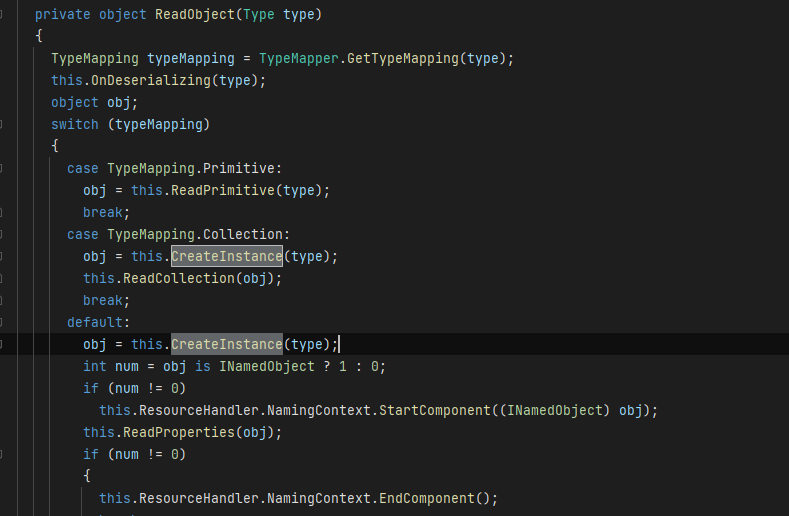 private object ReadObject(Type type)
{
TypeMapping typeMapping = TypeMapper.GetTypeMapping(type);
this.OnDeserializing(type);
object obj;
switch (typeMapping)
{
case TypeMapping.Primitive:
obj = this.ReadPrimitive(type);
break;
case TypeMapping.Collection:
obj = this.CreateInstance(type);
this.ReadCollection(obj);
break;
default:
obj = this.CreateInstance(type);
int num = obj is INamedObject ? 1 : 0;
if (num != 0)
this.ResourceHandler.NamingContext.StartComponent((INamedObject) obj);
this.ReadProperties(obj);
if (num != 0)
{
this.ResourceHandler.NamingContext.EndComponent();